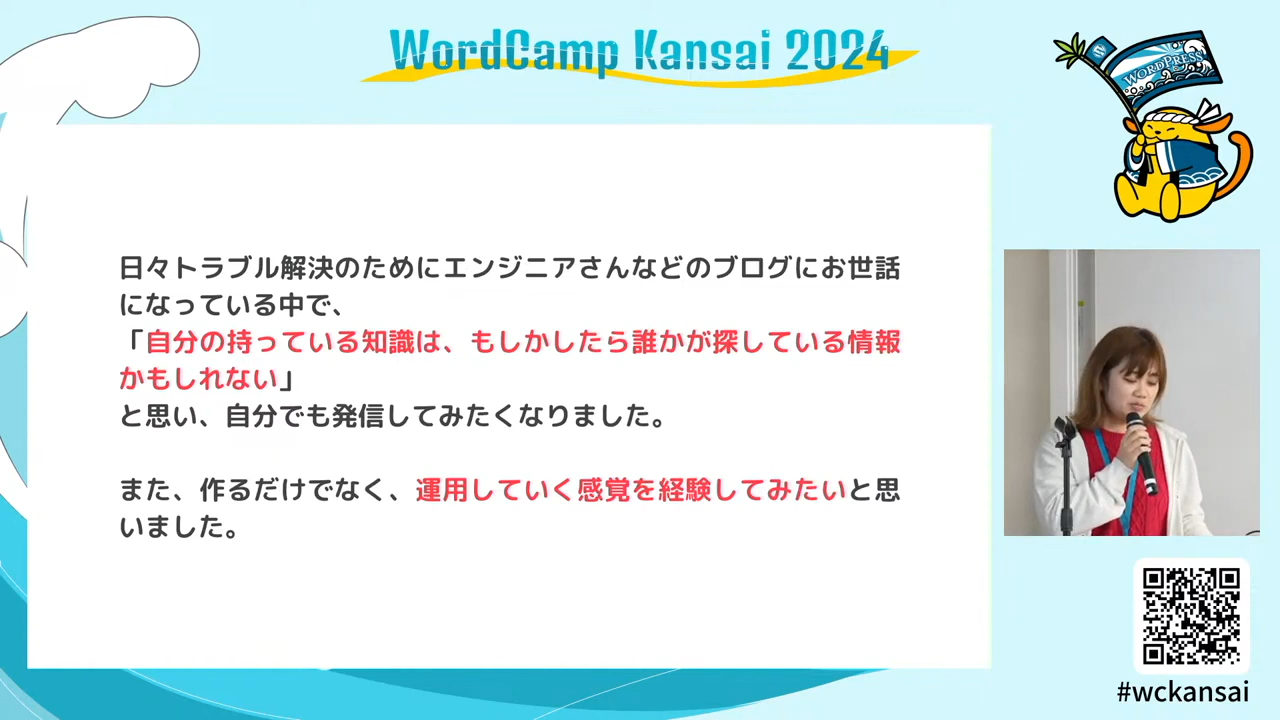 WordCamp Kansai 2024
WORDPRESS
日々トラブル解決のためにエンジニアさんなどのブログにお世話
になっている中で、
「自分の持っている知識は、もしかしたら誰かが探している情報
かもしれない」
と思い、自分でも発信してみたくなりました。
また、作るだけでなく、運用していく感覚を経験してみたいと思
いました。
#wckansai